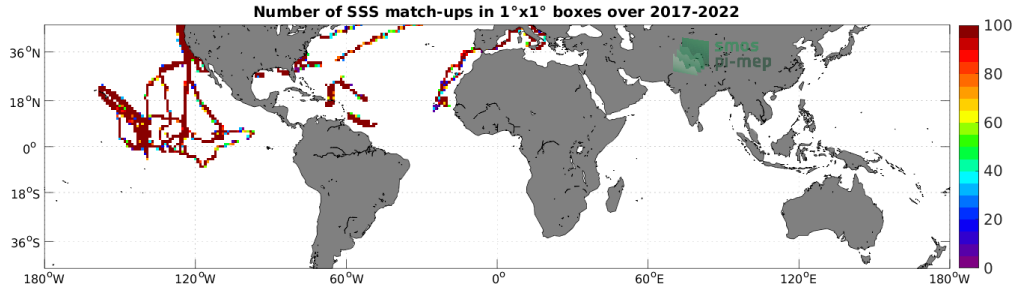 Number of SSS match-ups in 1°x1° boxes over 2017-2022
36°N
18°N
0°
18°S
36°S
180°W
120°W
60°W
0°
60°E
120°E
180°W
100
80
60
40
20
0
smos
pi-mep